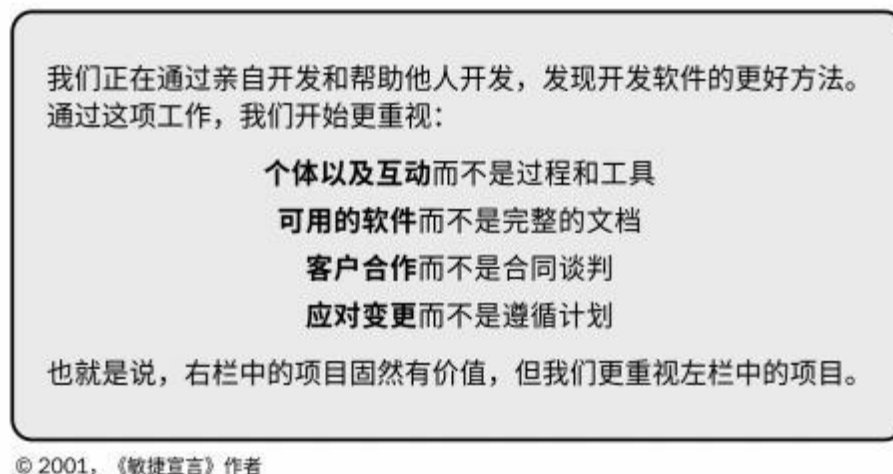 我们正在通过亲自开发和帮助他人开发，发现开发软件的更好方法。
通过这项工作，我们开始更重视：
个体以及互动而不是过程和工具
可用的软件而不是完整的文档
客户合作而不是合同谈判
应对变更而不是遵循计划
也就是说，右栏中的项目固然有价值，但我们更重视左栏中的项目。
© 2001，《敏捷宣言》作者